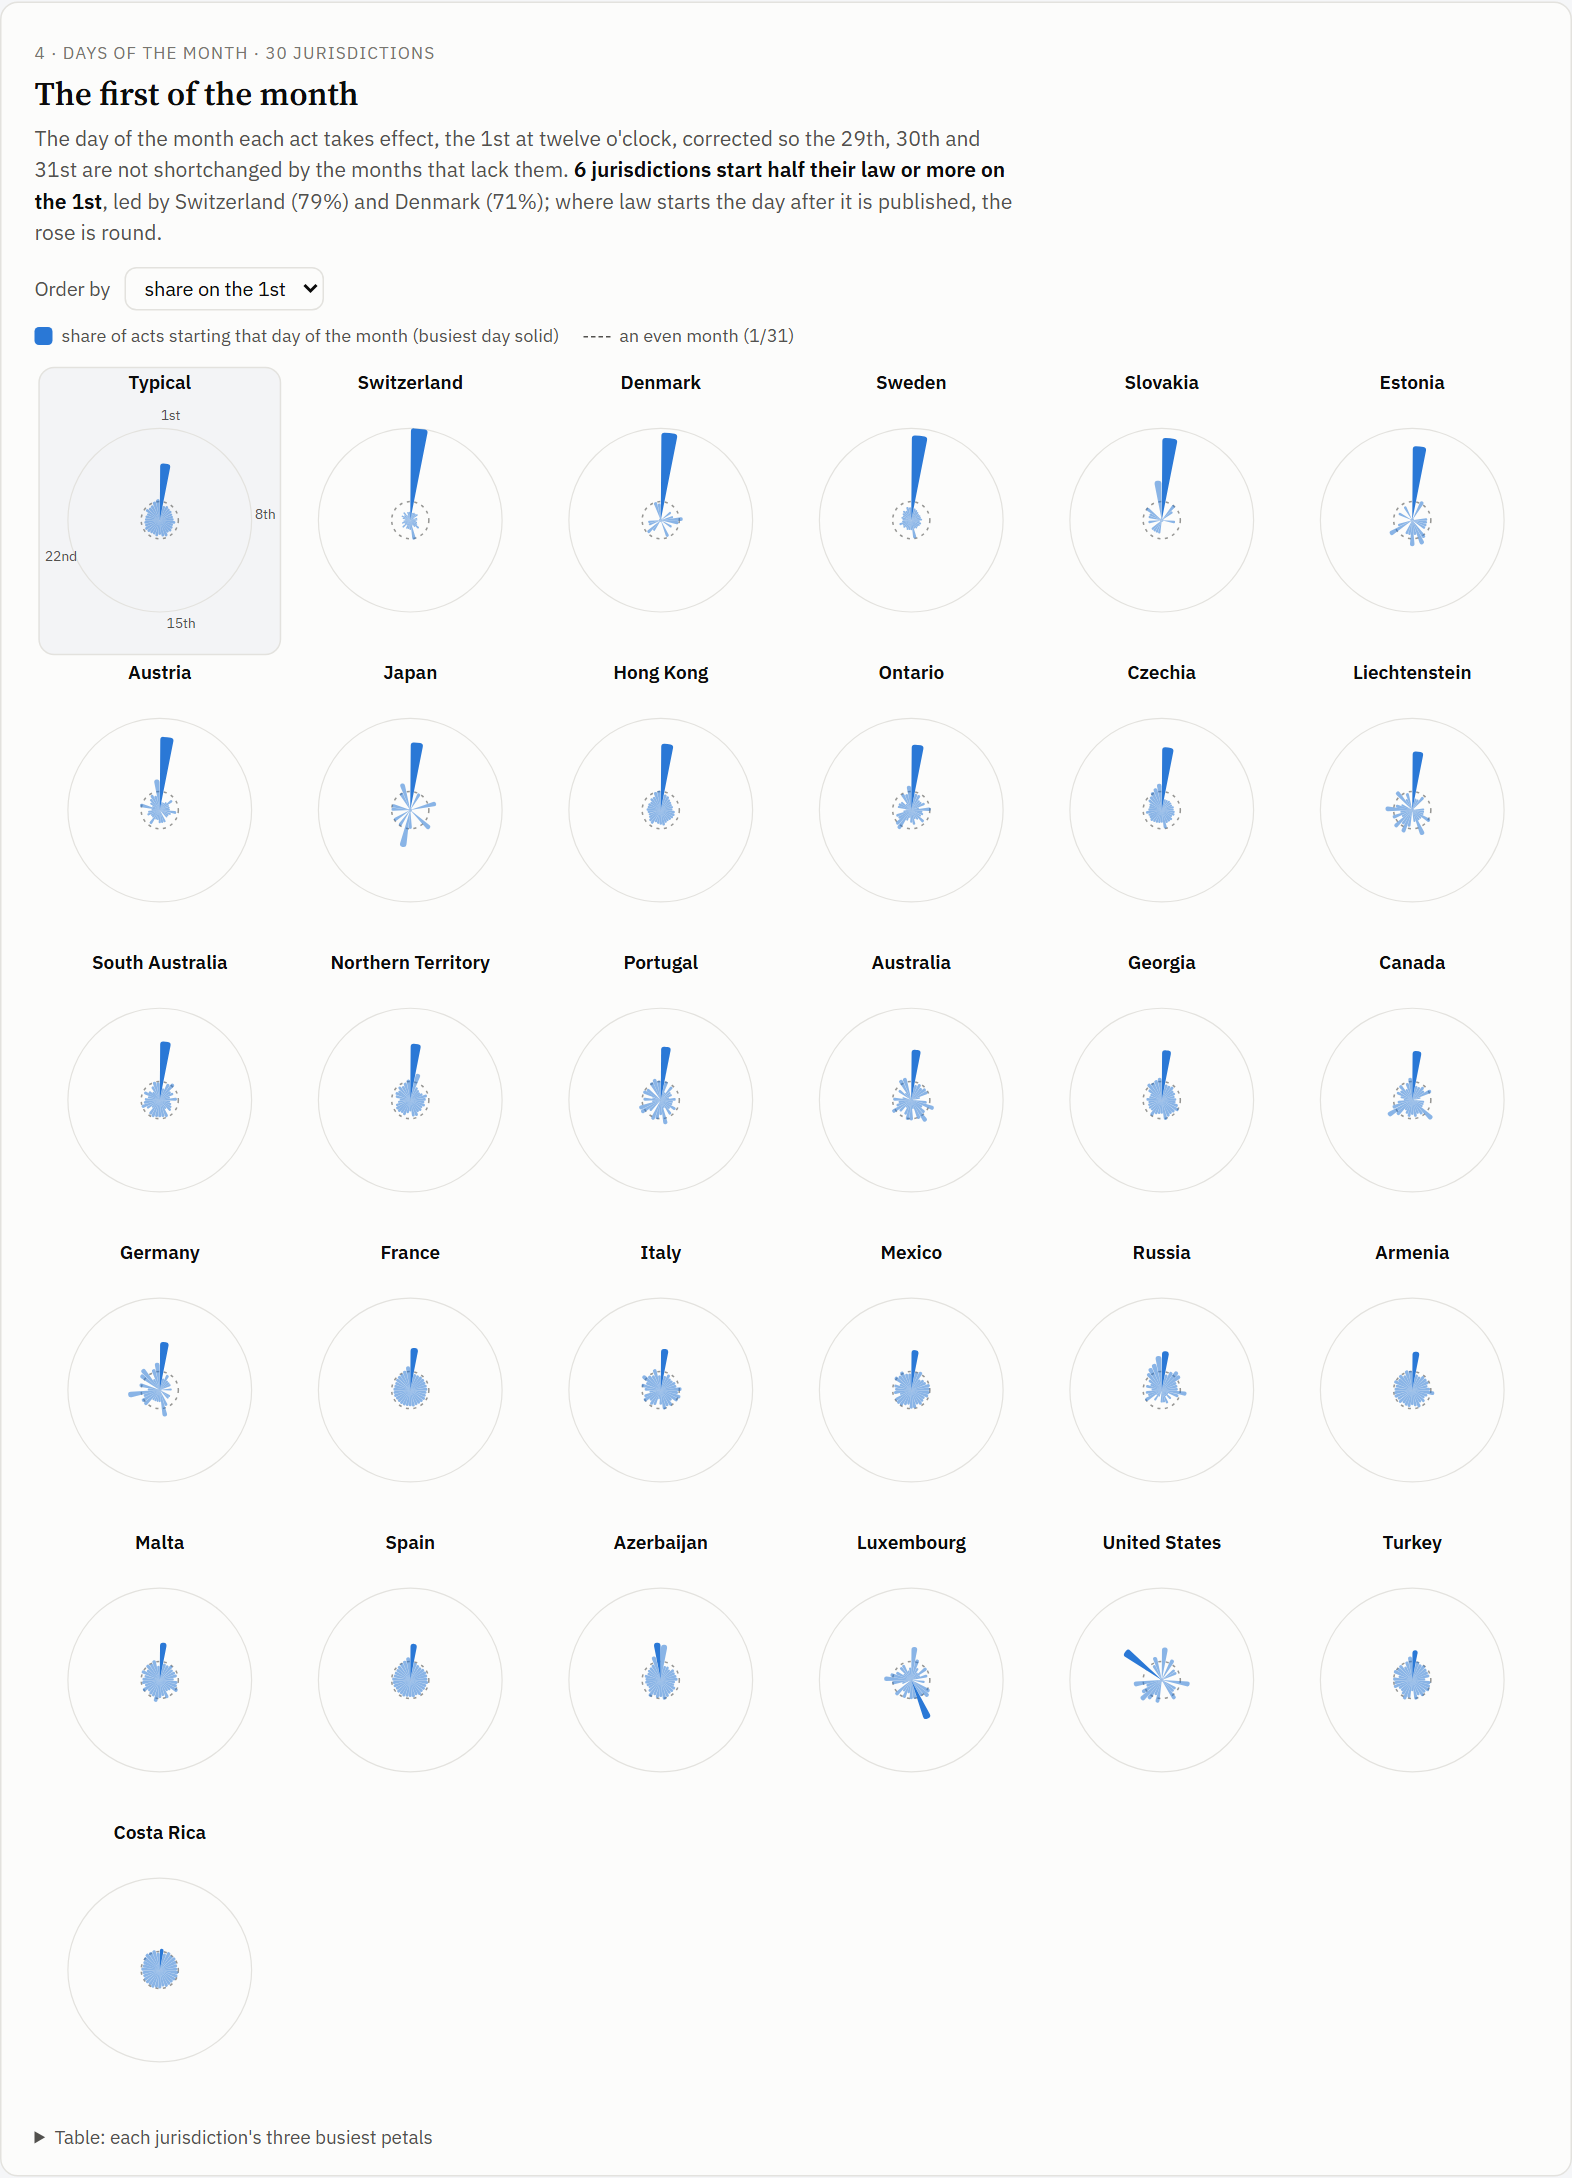 4 · DAYS OF THE MONTH · 30 JURISDICTIONS
The first of the month
The day of the month each act takes effect, the 1st at twelve o'clock, corrected so the 29th, 30th and
31st are not shortchanged by the months that lack them. 6 jurisdictions start half their law or more on
the 1st, led by Switzerland (79%) and Denmark (71%); where law starts the day after it is published, the
rose is round.
Order by share on the 1st
share of acts starting that day of the month (busiest day solid) ---- an even month (1/31)
Typical Switzerland Denmark Sweden Slovakia Estonia
1st
8th
22nd
15th
Austria Japan Hong Kong Ontario Czechia Liechtenstein
South Australia Northern Territory Portugal Australia Georgia Canada
Germany France Italy Mexico Russia Armenia
Malta Spain Azerbaijan Luxembourg United States Turkey
Costa Rica
Table: each jurisdiction's three busiest petals